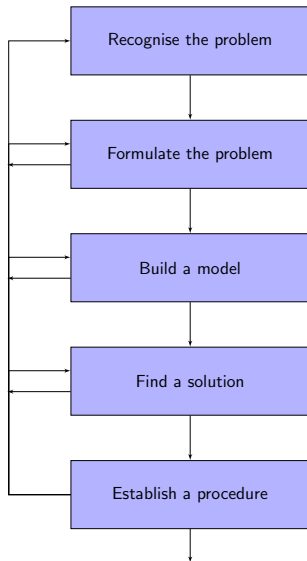 Recognise the problem
Formulate the problem
Build a model
Find a solution
Establish a procedure